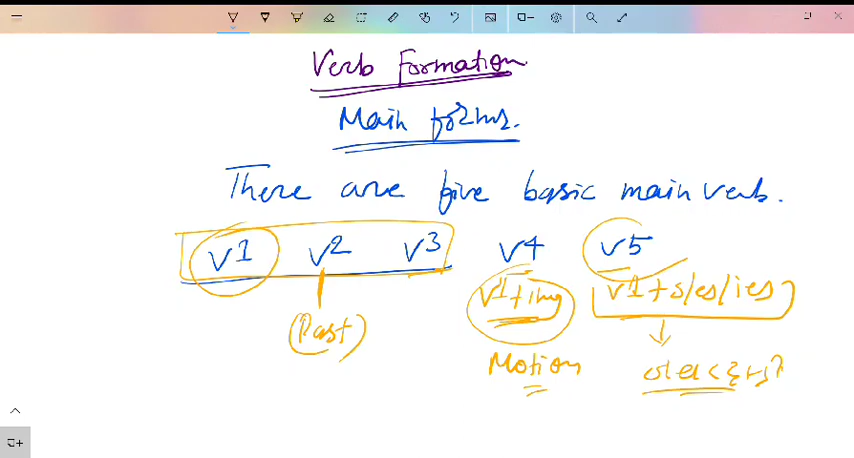 Verb Formation
Main forms.
There are five basic main verb.
v1 v2 v3 v4 v5
v1+ing v1+s/es/ies
(Past)
Motion